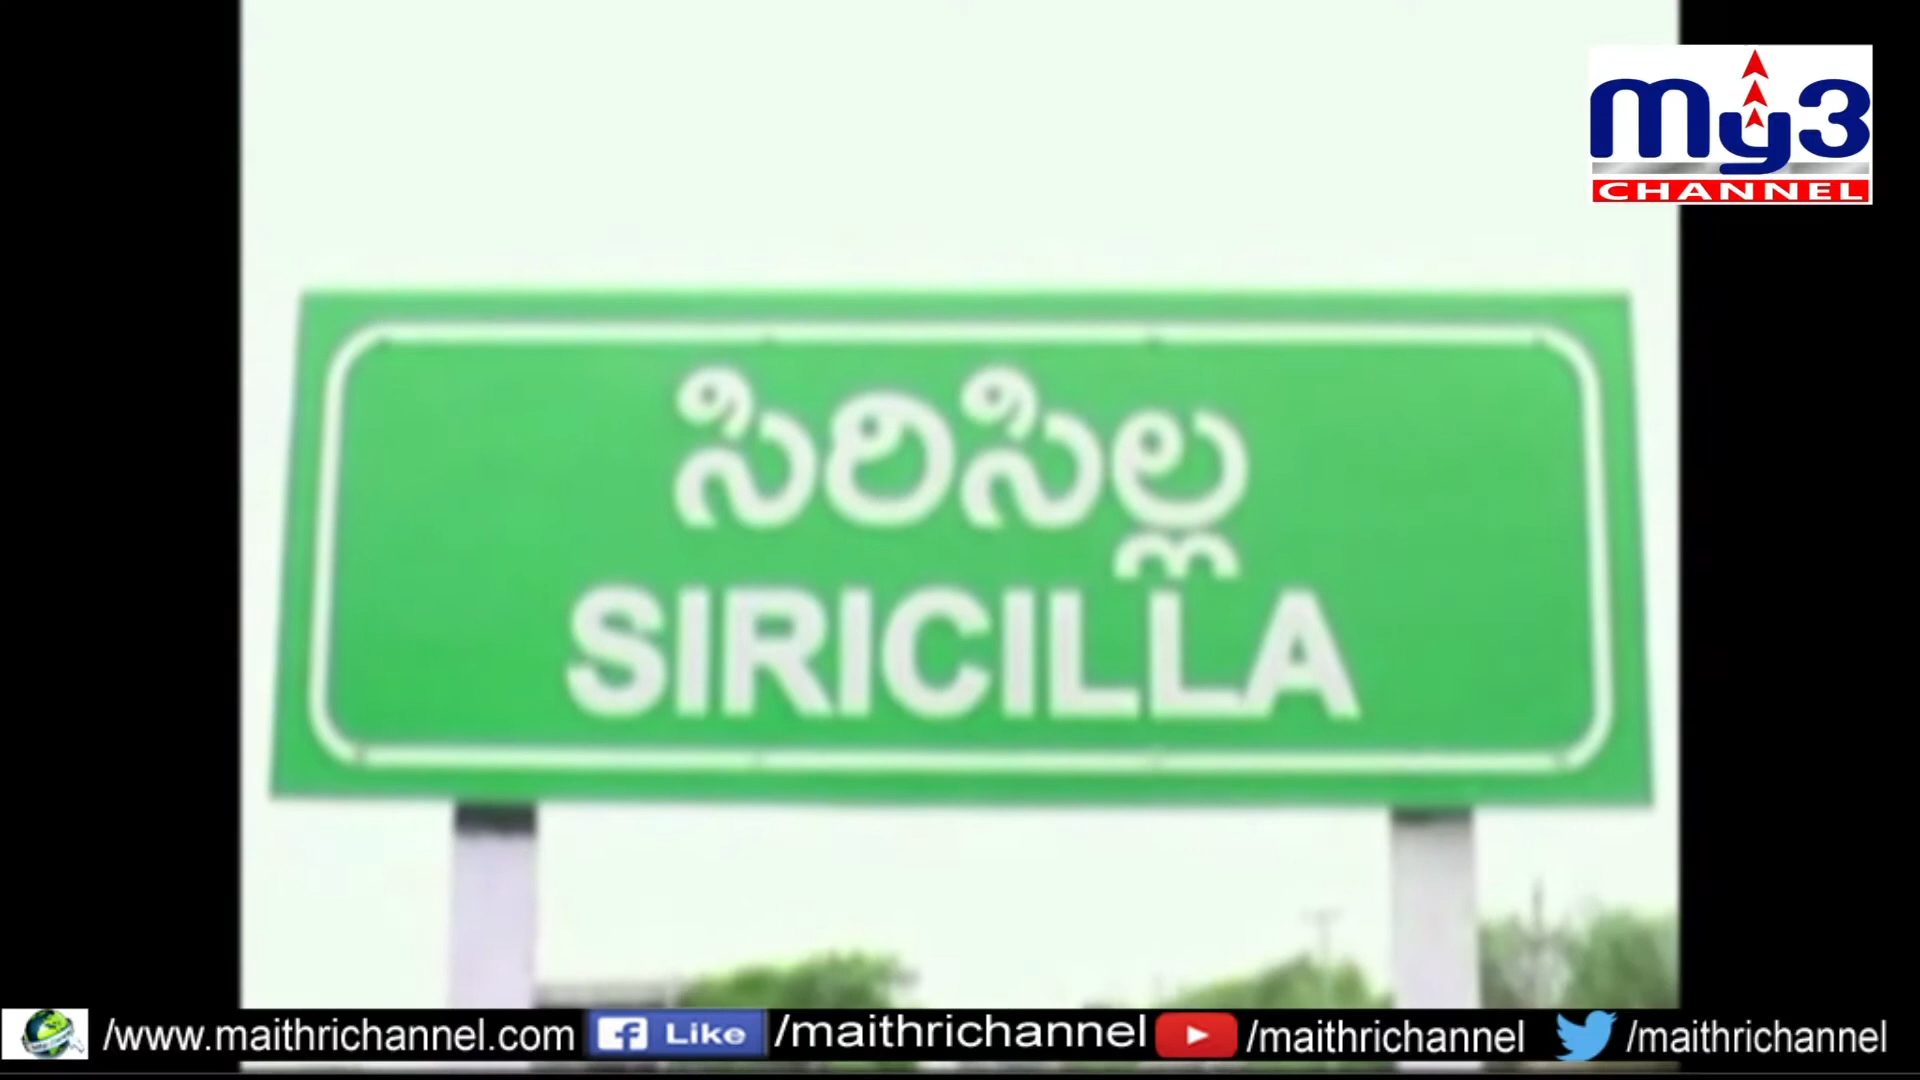 my3
CHANNEL
ಸಿರಿಸಿಲ್ಲ
SIRICILLA
/www.maithrichannel.com
Like
/maithrichannel
/maithrichannel
/maithrichannel